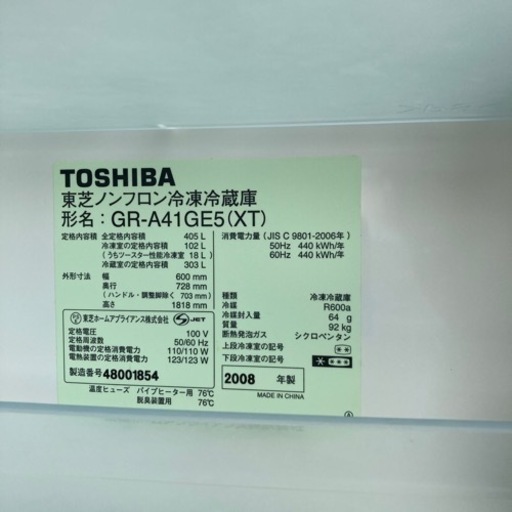 TOSHIBA
東芝ノンフロン冷凍冷蔵庫
形名：GR-A41GE5(XT)
定格内容積 全定格内容積 405 L
冷凍室の定格内容積 102 L
(うちツースター性能冷凍室 18 L)
冷蔵室の定格内容積 303 L
外形寸法 幅 600 mm
奥行 728 mm
(ハンドル・調整脚除く 703 mm)
高さ 1818 mm
東芝ホームアプライアンス株式会社 S-JET
定格電圧 100 V
定格周波数 50/60 Hz
電動機の定格消費電力 110/110 W
電熱装置の定格消費電力 123/123 W
製造番号 48001854
温度ヒューズ パイプヒーター用 76℃
脱臭装置用 76℃
消費電力量 (JIS C 9801-2006年)
50Hz 440 kWh/年
60Hz 440 kWh/年
種類 冷凍冷蔵庫
冷媒 R600a
冷媒封入量 64 g
質量 92 kg
断熱発泡ガス シクロペンタン
上段冷凍室の記号
下段冷凍室の記号
2008 年製
MADE IN CHINA